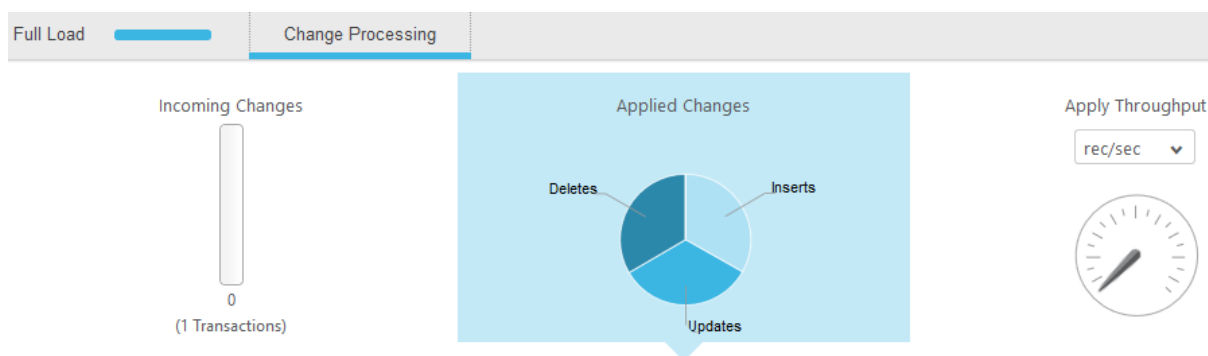 Full Load
Change Processing
Incoming Changes
0
(1 Transactions)
Applied Changes
Deletes
Inserts
Updates
Apply Throughput
rec/sec